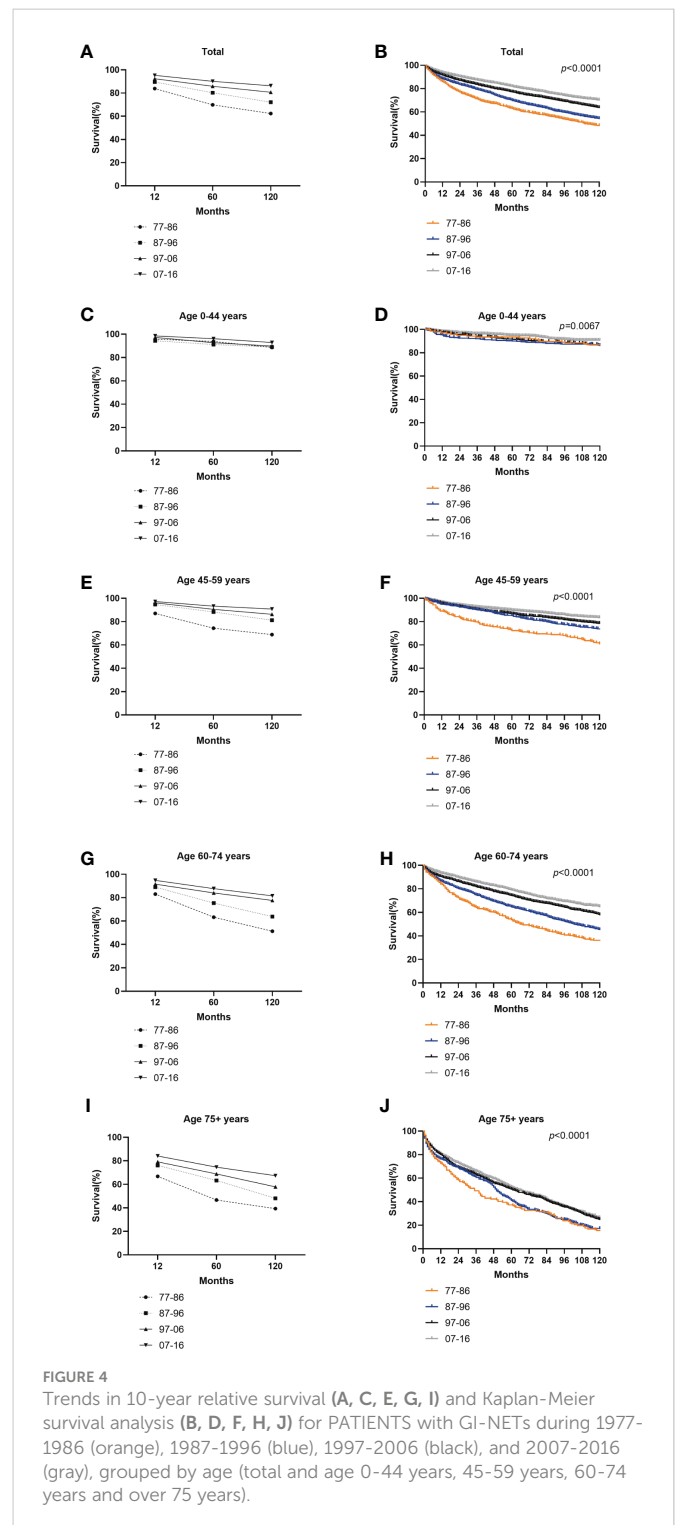 A
Total
Survival(%)
100
80
60
40
20
0
12
60
120
Months
77-86
87-96
97-06
07-16
B
Total
p<0.0001
Survival(%)
100
80
60
40
20
0
0 12 24 36 48 60 72 84 96 108 120
Months
77-86
87-96
97-06
07-16
C
Age 0-44 years
Survival(%)
100
80
60
40
20
0
12
60
120
Months
77-86
87-96
97-06
07-16
D
Age 0-44 years
p=0.0067
Survival(%)
100
80
60
40
20
0
0 12 24 36 48 60 72 84 96 108 120
Months
77-86
87-96
97-06
07-16
E
Age 45-59 years
Survival(%)
100
80
60
40
20
0
12
60
120
Months
77-86
87-96
97-06
07-16
F
Age 45-59 years
p<0.0001
Survival(%)
100
80
60
40
20
0
0 12 24 36 48 60 72 84 96 108 120
Months
77-86
87-96
97-06
07-16
G
Age 60-74 years
Survival(%)
100
80
60
40
20
0
12
60
120
Months
77-86
87-96
97-06
07-16
H
Age 60-74 years
p<0.0001
Survival(%)
100
80
60
40
20
0
0 12 24 36 48 60 72 84 96 108 120
Months
77-86
87-96
97-06
07-16
I
Age 75+ years
Survival(%)
100
80
60
40
20
0
12
60
120
Months
77-86
87-96
97-06
07-16
J
Age 75+ years
p<0.0001
Survival(%)
100
80
60
40
20
0
0 12 24 36 48 60 72 84 96 108 120
Months
77-86
87-96
97-06
07-16
FIGURE 4
Trends in 10-year relative survival (A, C, E, G, I) and Kaplan-Meier
survival analysis (B, D, F, H, J) for PATIENTS with GI-NETs during 1977-
1986 (orange), 1987-1996 (blue), 1997-2006 (black), and 2007-2016
(gray), grouped by age (total and age 0-44 years, 45-59 years, 60-74
years and over 75 years).